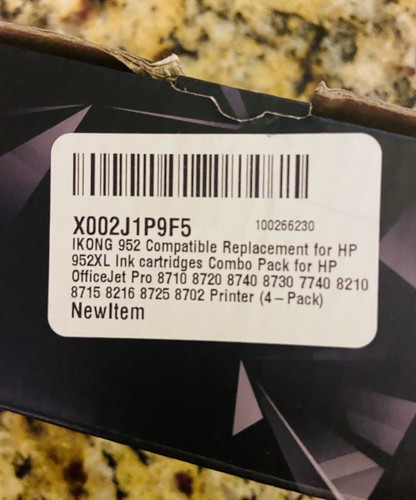 X002J1P9F5 100266230
IKONG 952 Compatible Replacement for HP
952XL Ink cartridges Combo Pack for HP
OfficeJet Pro 8710 8720 8740 8730 7740 8210
8715 8216 8725 8702 Printer (4-Pack)
NewItem